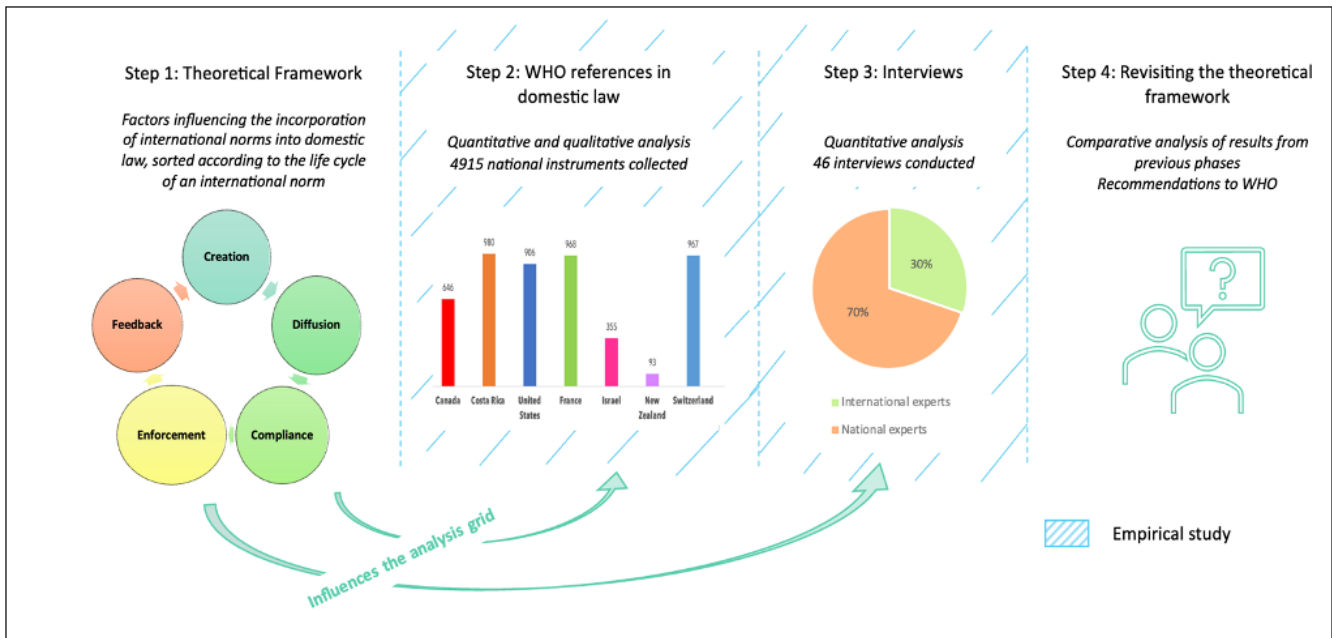 Step 1: Theoretical Framework
Factors influencing the incorporation
of international norms into domestic
law, sorted according to the life cycle
of an international norm
Creation
Diffusion
Compliance
Enforcement
Feedback
Step 2: WHO references in
domestic law
Quantitative and qualitative analysis
4915 national instruments collected
646
980
906
968
355
93
967
Canada
Costa Rica
United
States
France
Israel
New
Zealand
Switzerland
Step 3: Interviews
Quantitative analysis
46 interviews conducted
30%
70%
International experts
National experts
Step 4: Revisiting the theoretical
framework
Comparative analysis of results from
previous phases
Recommendations to WHO
?
Influences the analysis grid
Empirical study